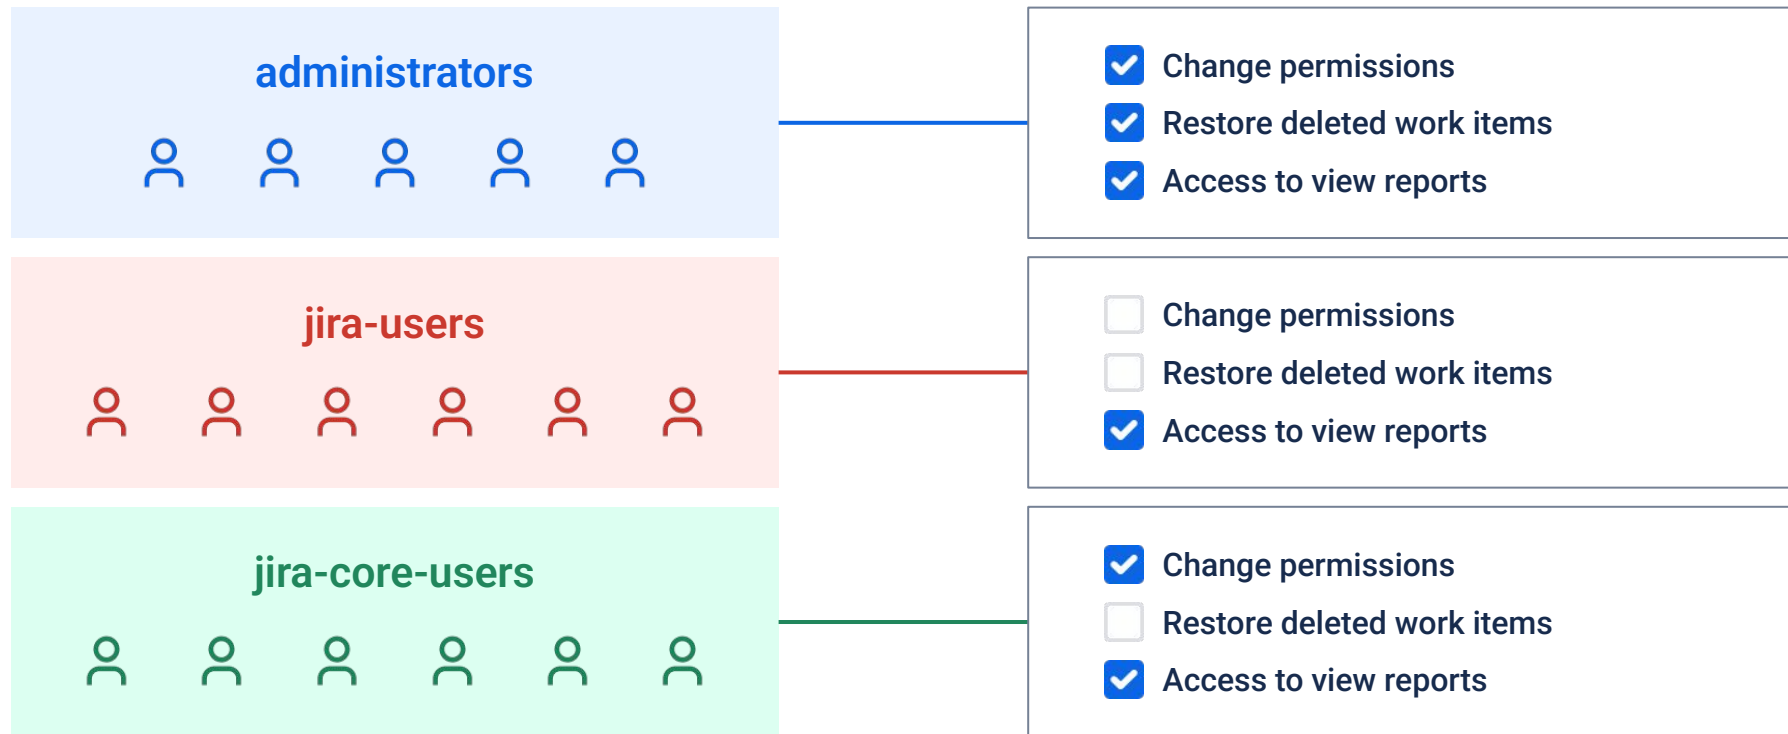 administrators
Change permissions
Restore deleted work items
Access to view reports
jira-users
Change permissions
Restore deleted work items
Access to view reports
jira-core-users
Change permissions
Restore deleted work items
Access to view reports